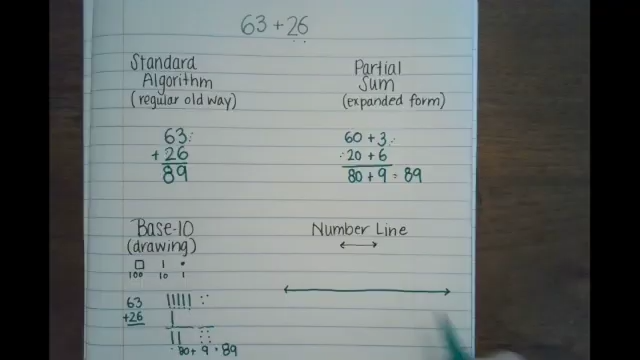 63 + 26
Standard
Algorithm
(regular old way)
63
+ 26
89
Partial
Sum
(expanded form)
60 + 3
20 + 6
80 + 9 = 89
Base-10
(drawing)
100 10 1
63
+26
80 + 9 = 89
Number Line